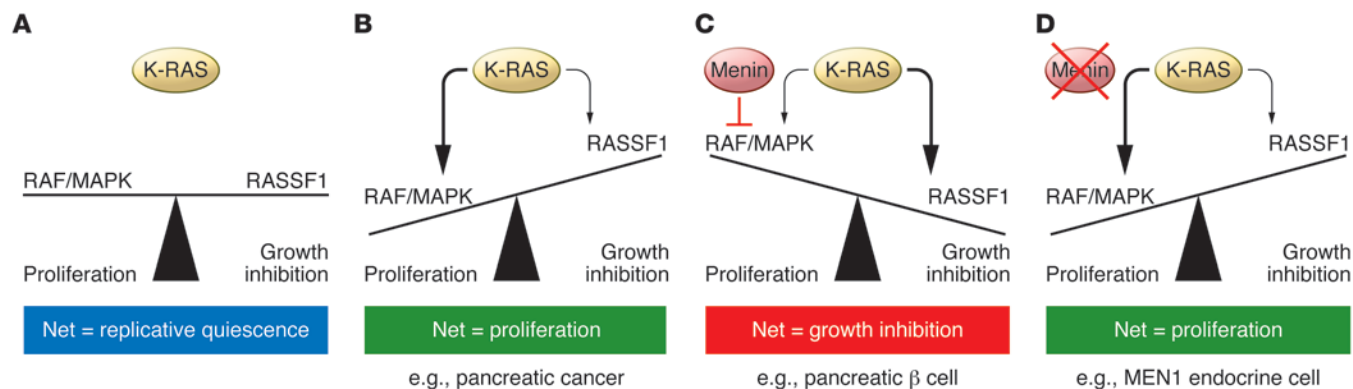 A
K-RAS
RAF/MAPK
RASSF1
Proliferation
Growth
inhibition
Net = replicative quiescence
B
K-RAS
RASSF1
RAF/MAPK
Proliferation
Growth
inhibition
Net = proliferation
e.g., pancreatic cancer
C
Menin
K-RAS
RAF/MAPK
RASSF1
Proliferation
Growth
inhibition
Net = growth inhibition
e.g., pancreatic β cell
D
Menin
K-RAS
RASSF1
RAF/MAPK
Proliferation
Growth
inhibition
Net = proliferation
e.g., MEN1 endocrine cell